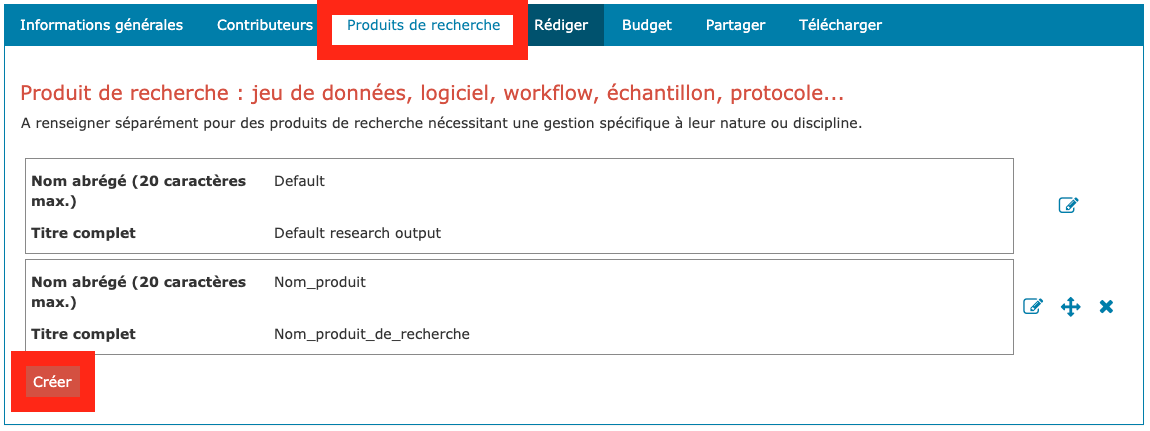 Informations générales Contributeurs Produits de recherche Rédiger Budget Partager Télécharger
Produit de recherche : jeu de données, logiciel, workflow, échantillon, protocole...
A renseigner séparément pour des produits de recherche nécessitant une gestion spécifique à leur nature ou discipline.
Nom abrégé (20 caractères max.) Default
Titre complet Default research output
Nom abrégé (20 caractères max.) Nom_produit
Titre complet Nom_produit_de_recherche
Créer